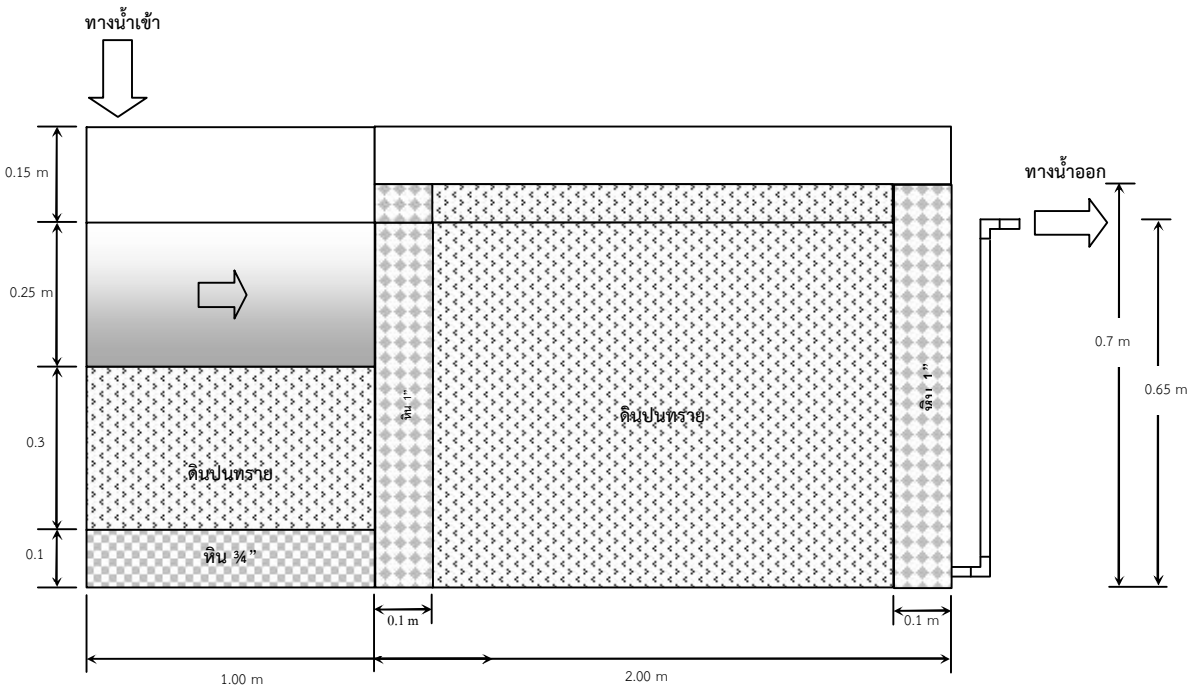 ทางน้ำเข้า
0.15 m
ทางน้ำออก
0.25 m
0.7 m
0.65 m
หิน 1”
ดินปนทราย
หิน 1”
0.3
ดินปนทราย
0.1
หิน ¾”
0.1 m
0.1 m
1.00 m
2.00 m